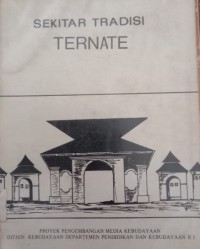 SEKITAR TRADISI
TERNATE
PROYEK PENGEMBANGAN MEDIA KEBUDAYAAN
DITJEN. KEBUDAYAAN DEPARTEMEN PENDIDIKAN DAN KEBUDAYAAN R I.